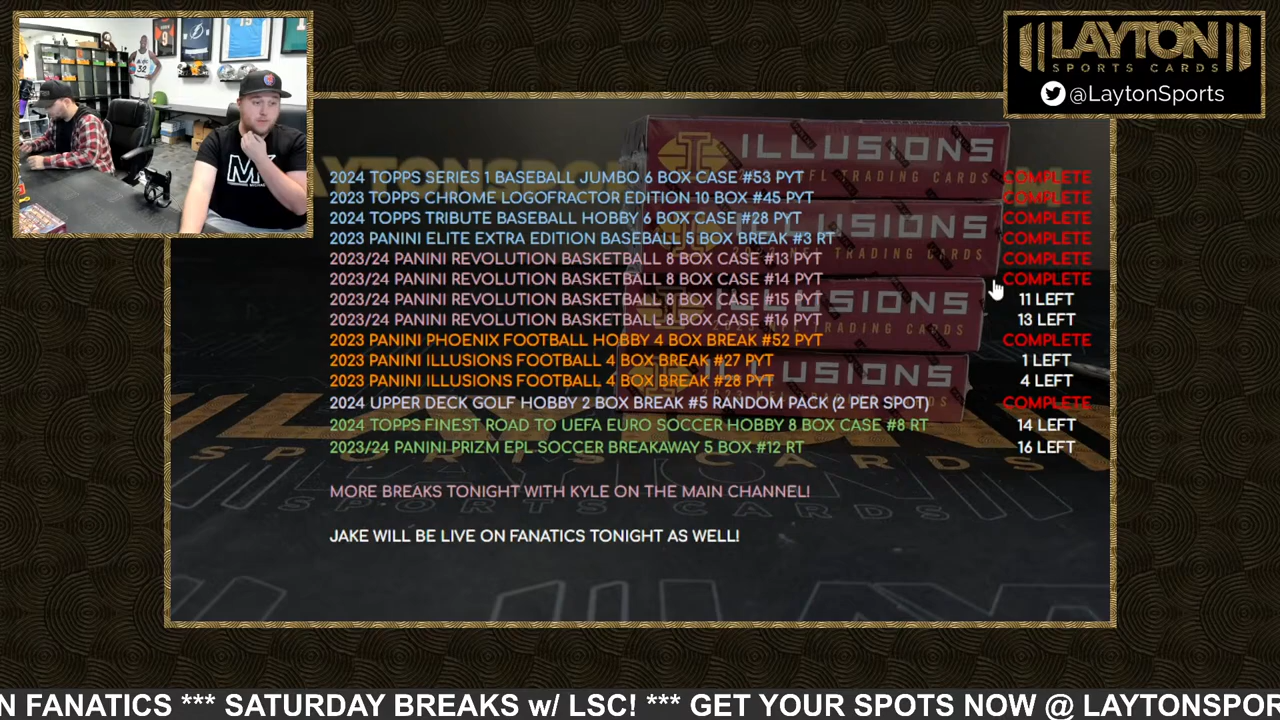 LAYTON
SPORTS CARDS
@LaytonSports
ILLUSIONS
2024 TOPPS SERIES 1 BASEBALL JUMBO 6 BOX CASE #53 PYT COMPLETE
2023 TOPPS CHROME LOGOFRACTOR EDITION 10 BOX #45 PYT COMPLETE
2024 TOPPS TRIBUTE BASEBALL HOBBY 6 BOX CASE #28 PYT COMPLETE
2023 PANINI ELITE EXTRA EDITION BASEBALL 5 BOX BREAK #3 RT COMPLETE
2023/24 PANINI REVOLUTION BASKETBALL 8 BOX CASE #13 PYT COMPLETE
2023/24 PANINI REVOLUTION BASKETBALL 8 BOX CASE #14 PYT COMPLETE
2023/24 PANINI REVOLUTION BASKETBALL 8 BOX CASE #15 PYT 11 LEFT
2023/24 PANINI REVOLUTION BASKETBALL 8 BOX CASE #16 PYT 13 LEFT
2023 PANINI PHOENIX FOOTBALL HOBBY 4 BOX BREAK #52 PYT COMPLETE
2023 PANINI ILLUSIONS FOOTBALL 4 BOX BREAK #27 PYT 1 LEFT
2023 PANINI ILLUSIONS FOOTBALL 4 BOX BREAK #28 PYT 4 LEFT
2024 UPPER DECK GOLF HOBBY 2 BOX BREAK #5 RANDOM PACK (2 PER SPOT) COMPLETE
2024 TOPPS FINEST ROAD TO UEFA EURO SOCCER HOBBY 8 BOX CASE #8 RT 14 LEFT
2023/24 PANINI PRIZM EPL SOCCER BREAKAWAY 5 BOX #12 RT 16 LEFT
MORE BREAKS TONIGHT WITH KYLE ON THE MAIN CHANNEL!
JAKE WILL BE LIVE ON FANATICS TONIGHT AS WELL!
N FANATICS *** SATURDAY BREAKS w/ LSC! *** GET YOUR SPOTS NOW @ LAYTONSPOR